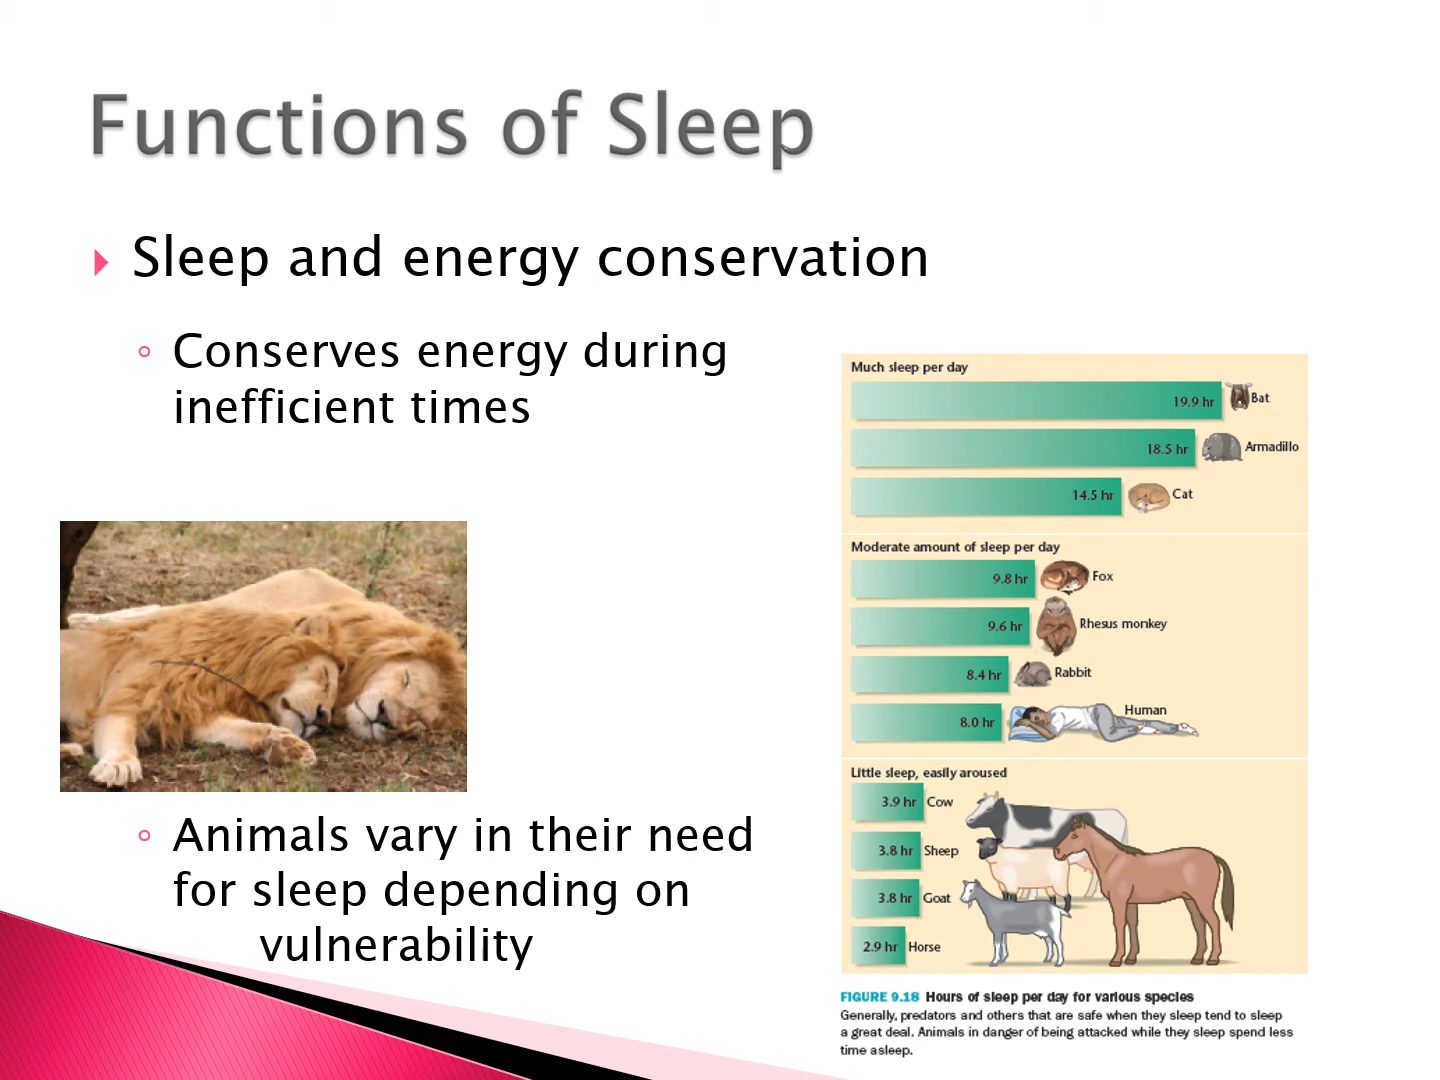 Functions of Sleep
Sleep and energy conservation
Conserves energy during
inefficient times
Animals vary in their need
for sleep depending on
vulnerability
Much sleep per day
19.9 hr Bat
18.5 hr Armadillo
14.5 hr Cat
Moderate amount of sleep per day
9.8 hr Fox
9.6 hr Rhesus monkey
8.4 hr Rabbit
8.0 hr Human
Little sleep, easily aroused
3.9 hr Cow
3.8 hr Sheep
3.8 hr Goat
2.9 hr Horse
FIGURE 9.18 Hours of sleep per day for various species
Generally, predators and others that are safe when they sleep tend to sleep
a great deal. Animals in danger of being attacked while they sleep spend less
time asleep.